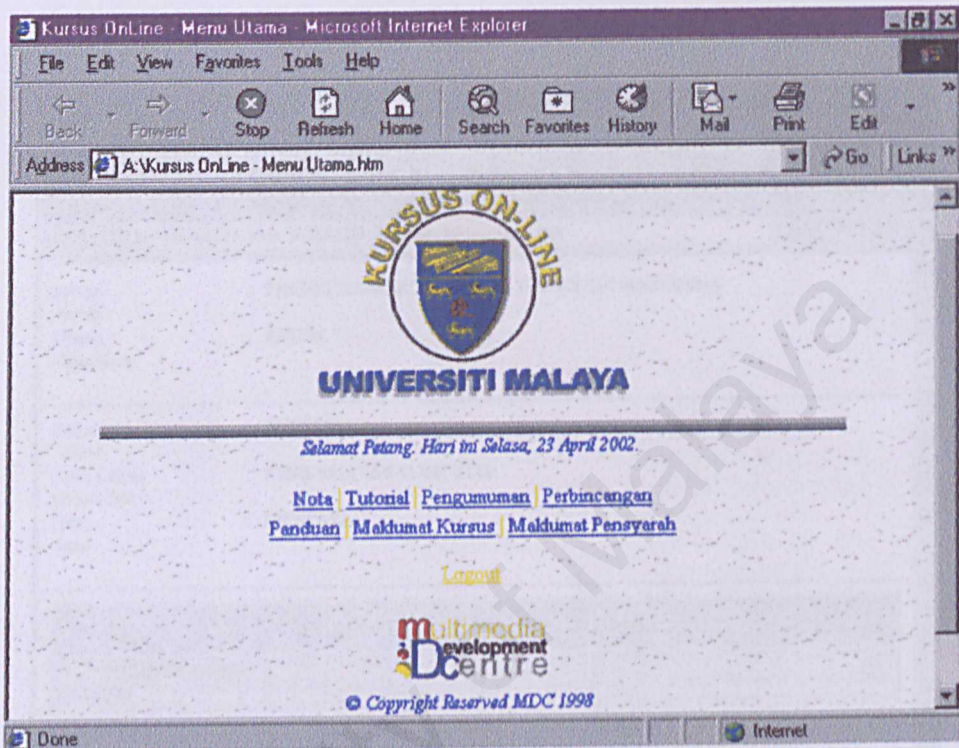 Kursus OnLine - Menu Utama - Microsoft Internet Explorer
File Edit View Favorites Tools Help
Back Forward Stop Refresh Home Search Favorites History Mail Print Edit
Address A:\Kursus OnLine - Menu Utama.htm Go Links
KURSUS ON-LINE
UNIVERSITI MALAYA
Selamat Petang. Hari ini Selasa, 23 April 2002.
Nota Tutorial Pengumuman Perbincangan
Panduan Maklumat Kursus Maklumat Pensyarah
Logout
multimedia
Development
Centre
© Copyright Reserved MDC 1998
Done Internet
of Malaya